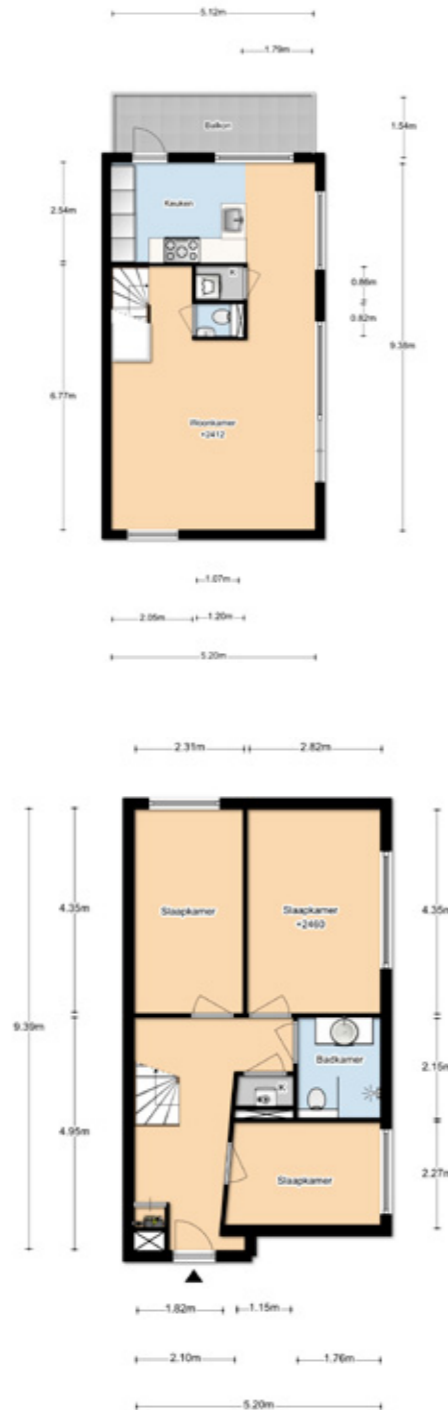 5.12m
1.79m
Balkon
1.54m
Keuken
2.54m
K
0.86m
0.82m
9.38m
6.77m
Woonkamer
+2412
1.07m
2.05m
1.20m
5.20m
2.31m
2.82m
4.35m
Slaapkamer
Slaapkamer
+2460
4.35m
9.39m
Badkamer
2.15m
K
4.95m
Slaapkamer
2.27m
1.82m
1.15m
2.10m
1.76m
5.20m